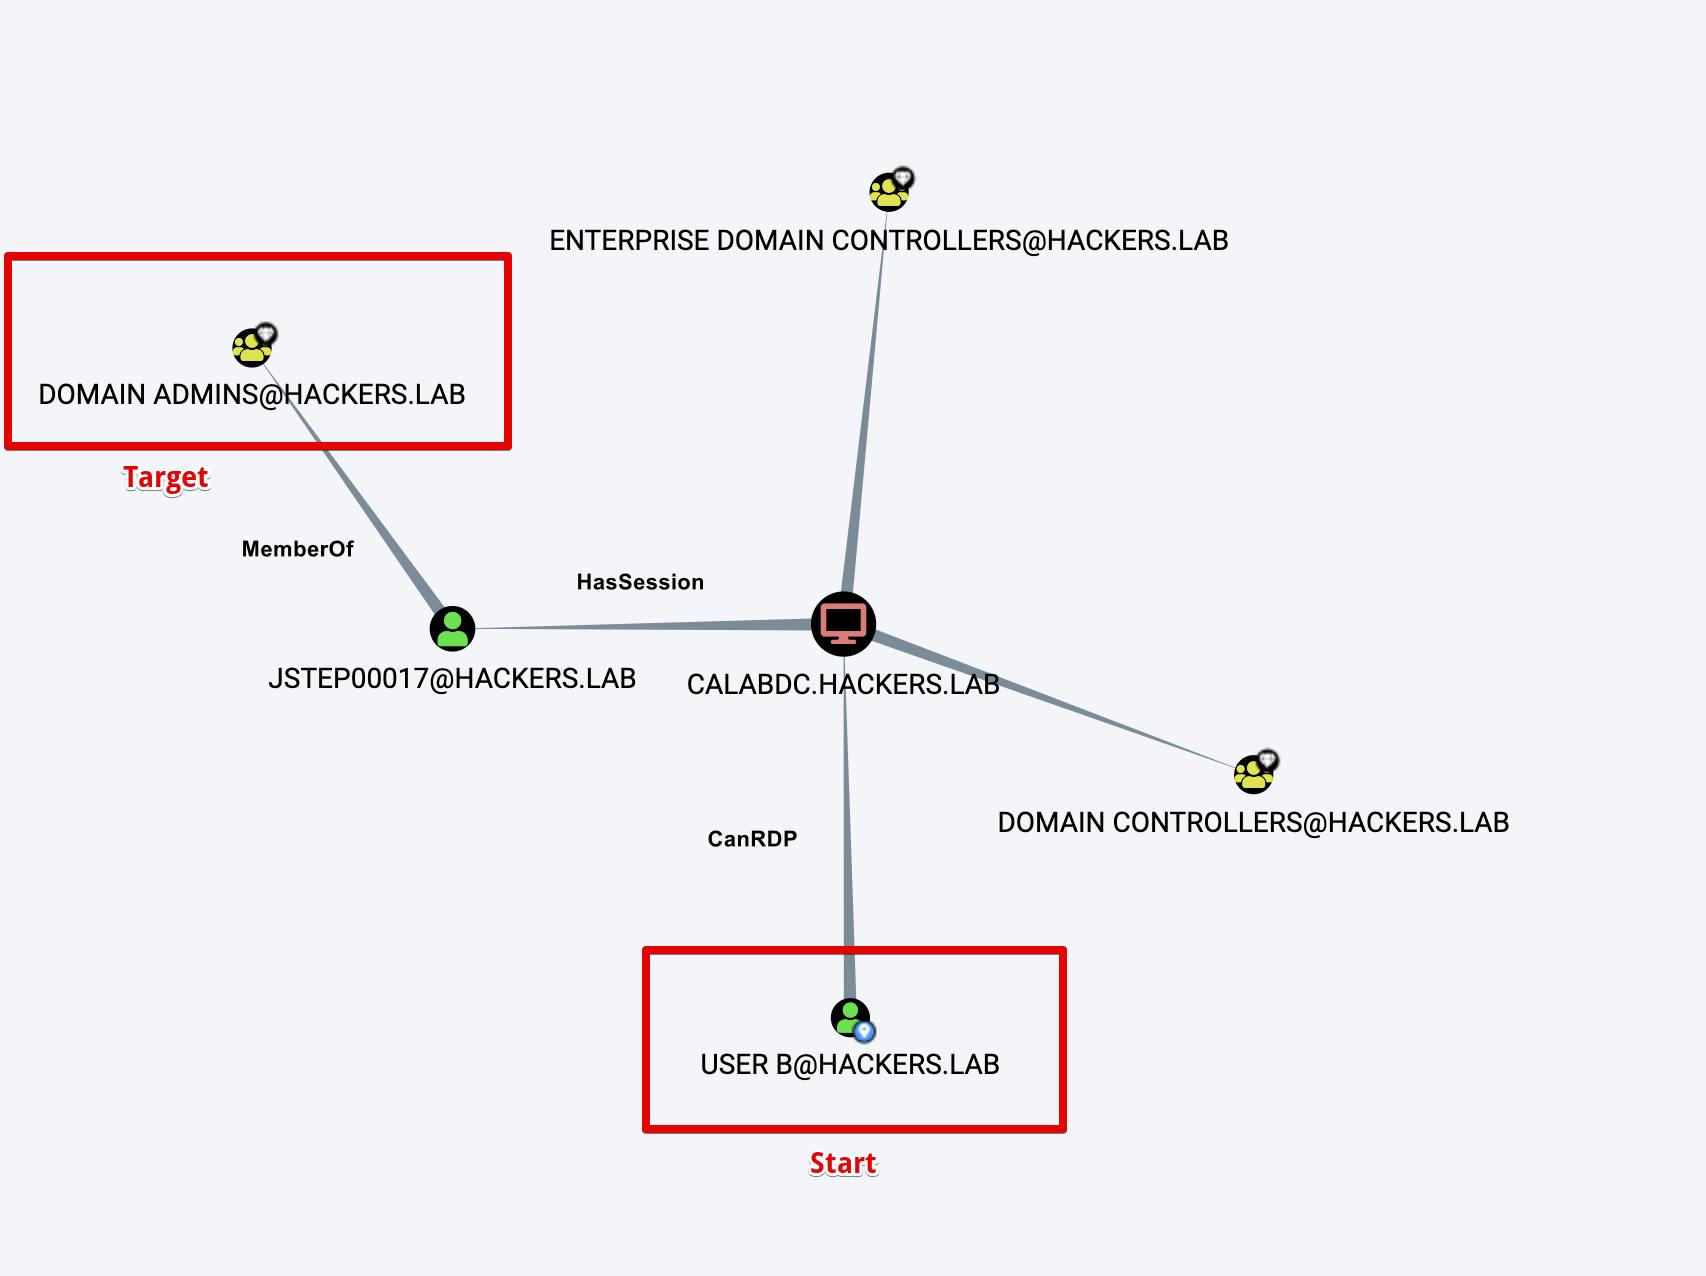 ENTERPRISE DOMAIN CONTROLLERS@HACKERS.LAB
DOMAIN ADMINS@HACKERS.LAB
Target
MemberOf
HasSession
JSTEP00017@HACKERS.LAB
CALABDC.HACKERS.LAB
DOMAIN CONTROLLERS@HACKERS.LAB
CanRDP
USER B@HACKERS.LAB
Start